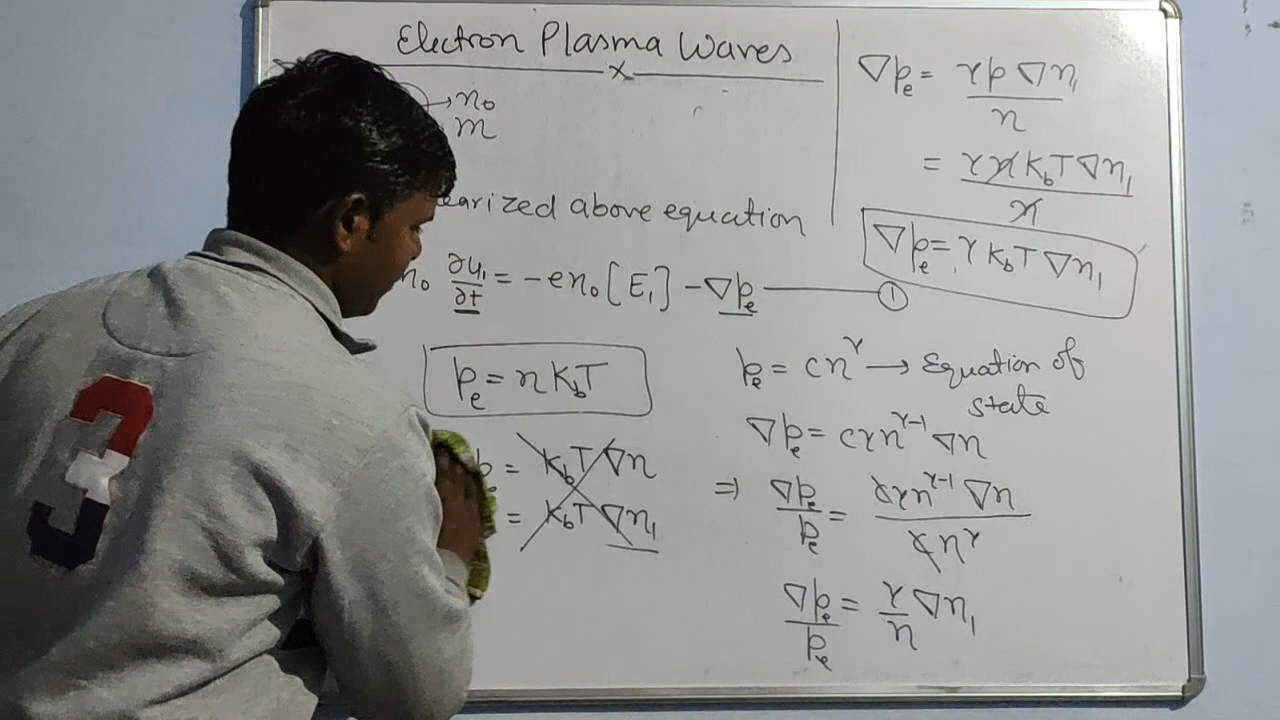 Electron Plasma Waves
→ n₀
m
earized above equation
n₀ ∂u₁/∂t = -en₀[E₁] - ∇pₑ ——— ①
pₑ = nK_bT
= K_bT ∇n
= K_bT ∇n₁
∇pₑ = γp ∇n₁ / n
= γnK_bT ∇n₁ / n
∇pₑ = γK_bT ∇n₁
pₑ = cn^γ → Equation of
state
∇pₑ = cγn^γ-1 ∇n
⇒ ∇pₑ/pₑ = cγn^γ-1 ∇n / cn^γ
∇pₑ/pₑ = γ/n ∇n₁
3